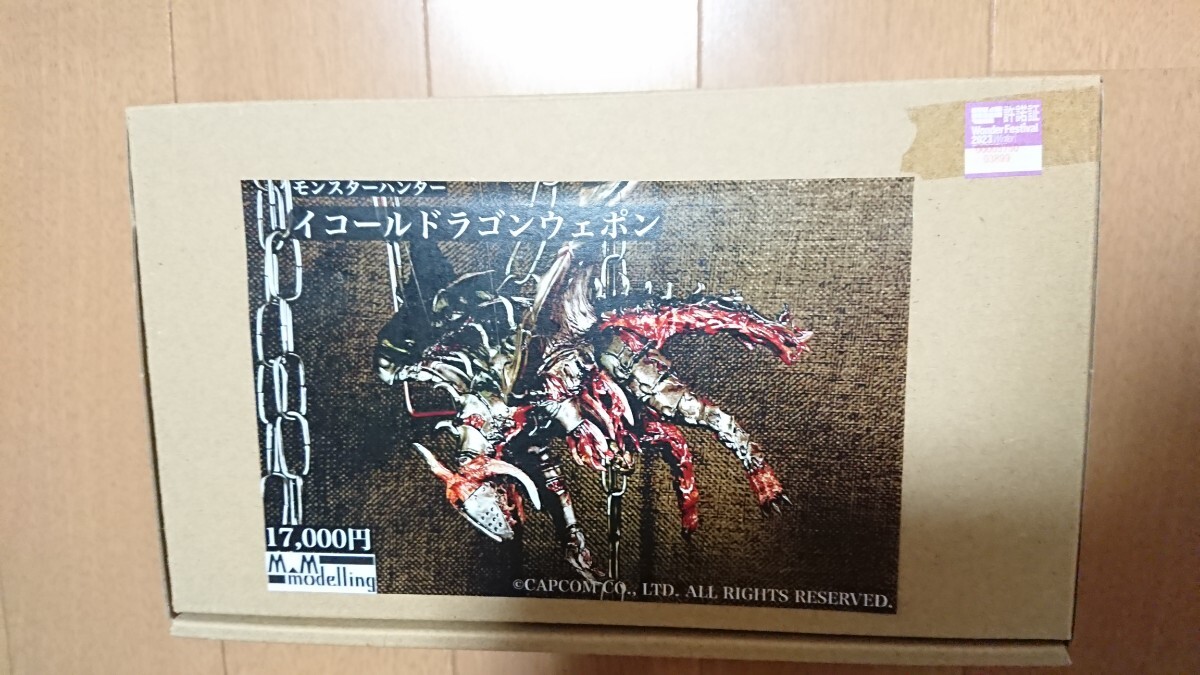 許諾証
Wonder Festival
2023
モンスターハンター
イコールドラゴンウェポン
17,000円
M.M
modelling
©CAPCOM CO., LTD. ALL RIGHTS RESERVED.